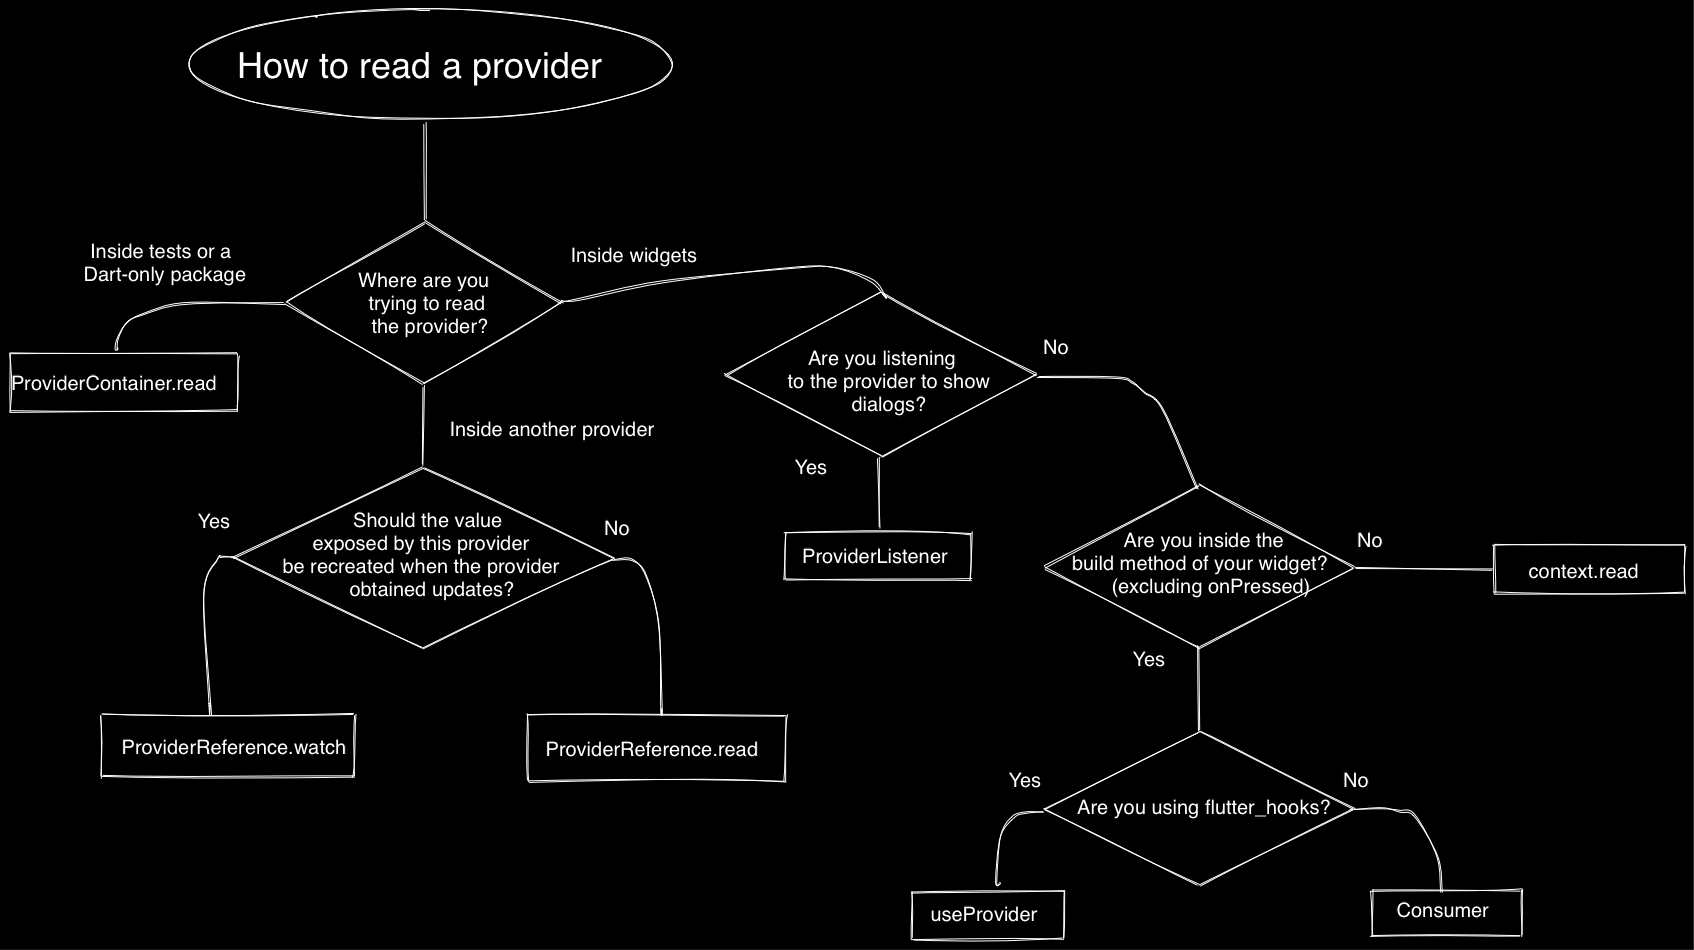 How to read a provider
Inside tests or a
Dart-only package
Inside widgets
Where are you
trying to read
the provider?
ProviderContainer.read
Inside another provider
Are you listening
to the provider to show
dialogs?
No
Yes
ProviderListener
Should the value
exposed by this provider
be recreated when the provider
obtained updates?
Yes
No
ProviderReference.watch
ProviderReference.read
Are you inside the
build method of your widget?
(excluding onPressed)
No
context.read
Yes
Are you using flutter_hooks?
Yes
No
useProvider
Consumer